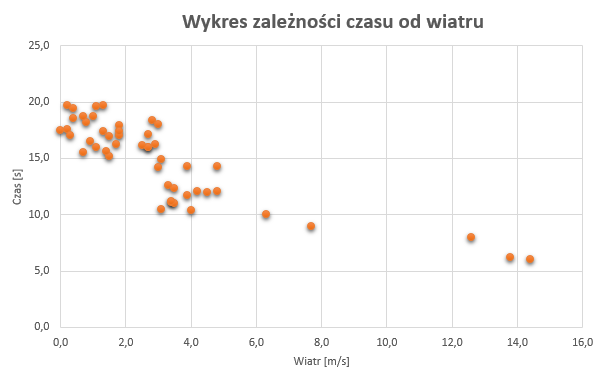 Wykres zależności czasu od wiatru
25,0
20,0
15,0
10,0
5,0
0,0
Czas [s]
0,0 2,0 4,0 6,0 8,0 10,0 12,0 14,0 16,0
Wiatr [m/s]